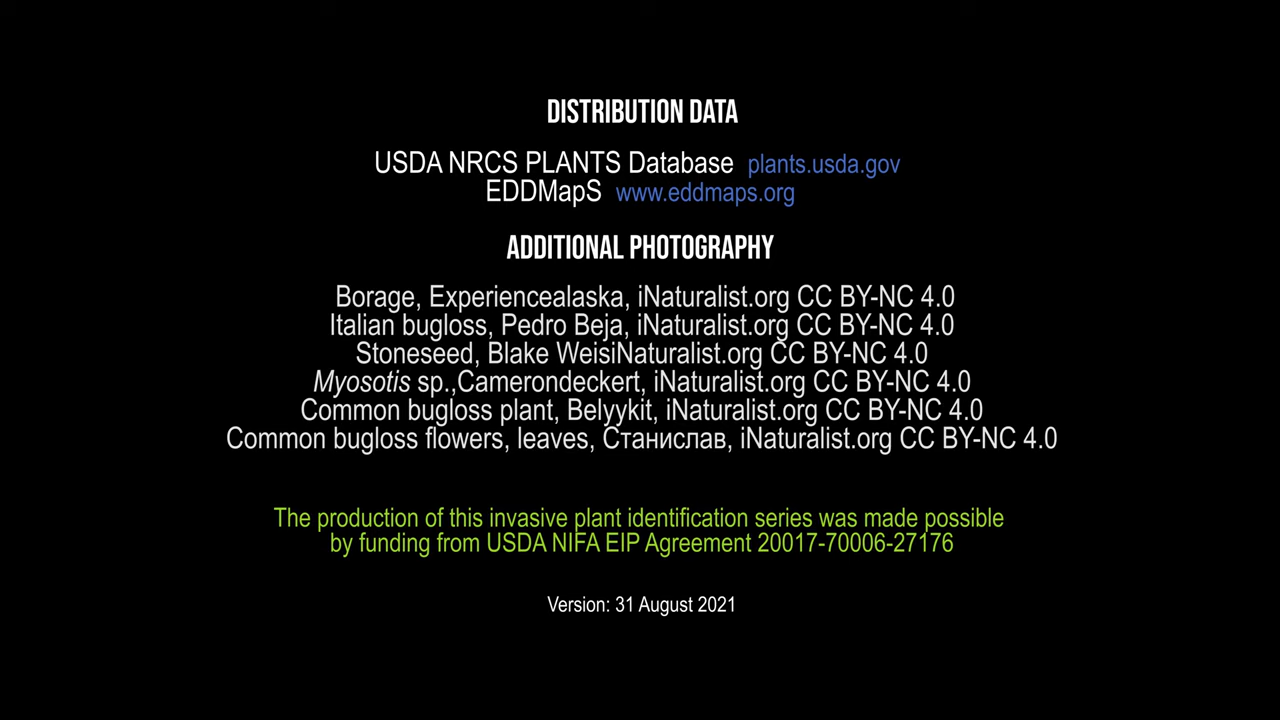 DISTRIBUTION DATA
USDA NRCS PLANTS Database plants.usda.gov
EDDMapS www.eddmaps.org
ADDITIONAL PHOTOGRAPHY
Borage, Experiencealaska, iNaturalist.org CC BY-NC 4.0
Italian bugloss, Pedro Beja, iNaturalist.org CC BY-NC 4.0
Stoneseed, Blake WeisiNaturalist.org CC BY-NC 4.0
Myosotis sp.,Camerondeckert, iNaturalist.org CC BY-NC 4.0
Common bugloss plant, Belyykit, iNaturalist.org CC BY-NC 4.0
Common bugloss flowers, leaves, Станислав, iNaturalist.org CC BY-NC 4.0
The production of this invasive plant identification series was made possible
by funding from USDA NIFA EIP Agreement 20017-70006-27176
Version: 31 August 2021